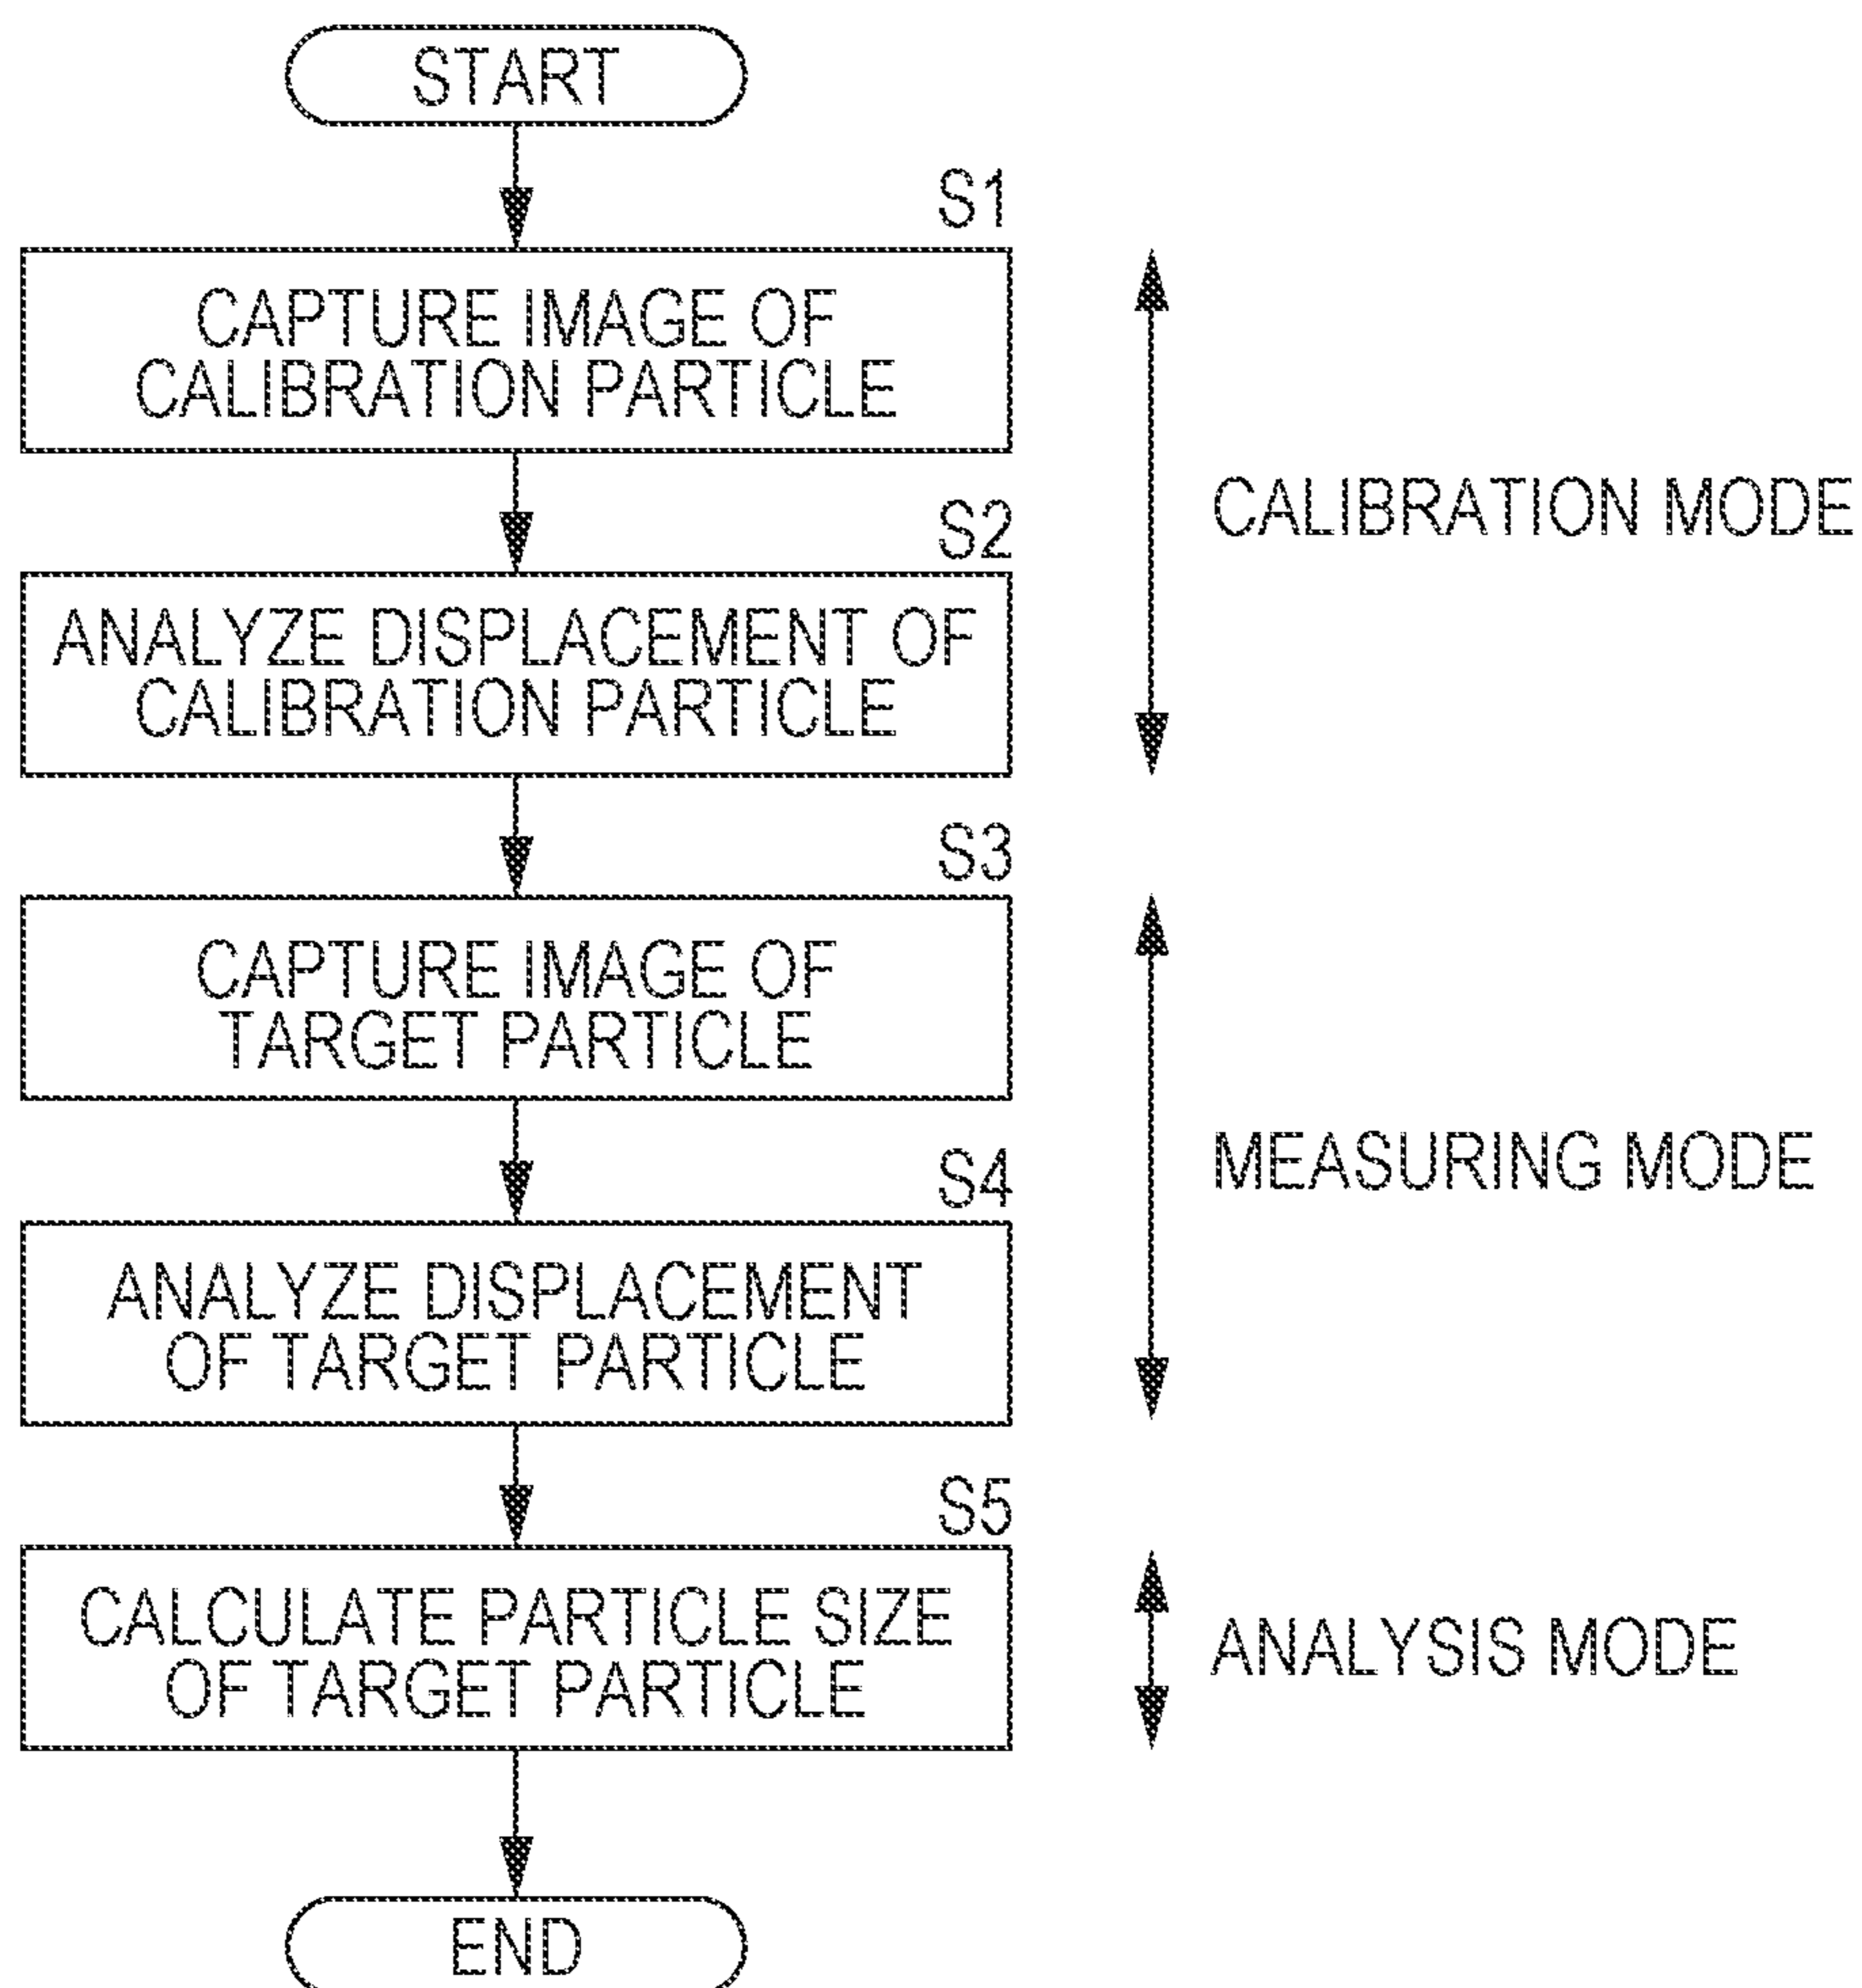 START
S1
CAPTURE IMAGE OF
CALIBRATION PARTICLE
CALIBRATION MODE
S2
ANALYZE DISPLACEMENT OF
CALIBRATION PARTICLE
S3
CAPTURE IMAGE OF
TARGET PARTICLE
MEASURING MODE
S4
ANALYZE DISPLACEMENT
OF TARGET PARTICLE
S5
CALCULATE PARTICLE SIZE
OF TARGET PARTICLE
ANALYSIS MODE
END